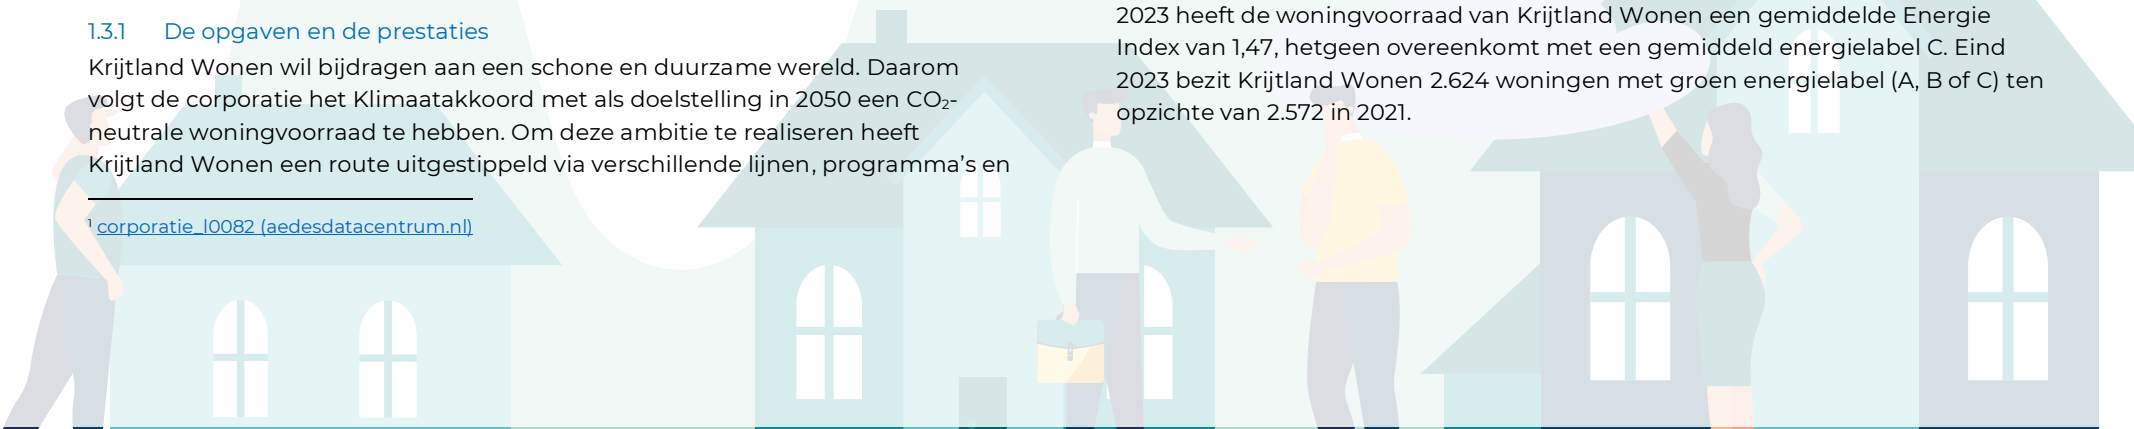 1.3.1 De opgaven en de prestaties
Krijtland Wonen wil bijdragen aan een schone en duurzame wereld. Daarom
volgt de corporatie het Klimaatakkoord met als doelstelling in 2050 een CO₂-
neutrale woningvoorraad te hebben. Om deze ambitie te realiseren heeft
Krijtland Wonen een route uitgestippeld via verschillende lijnen, programma’s en
¹ corporatie_l0082 (aedesdatacentrum.nl)
2023 heeft de woningvoorraad van Krijtland Wonen een gemiddelde Energie
Index van 1,47, hetgeen overeenkomt met een gemiddeld energielabel C. Eind
2023 bezit Krijtland Wonen 2.624 woningen met groen energielabel (A, B of C) ten
opzichte van 2.572 in 2021.